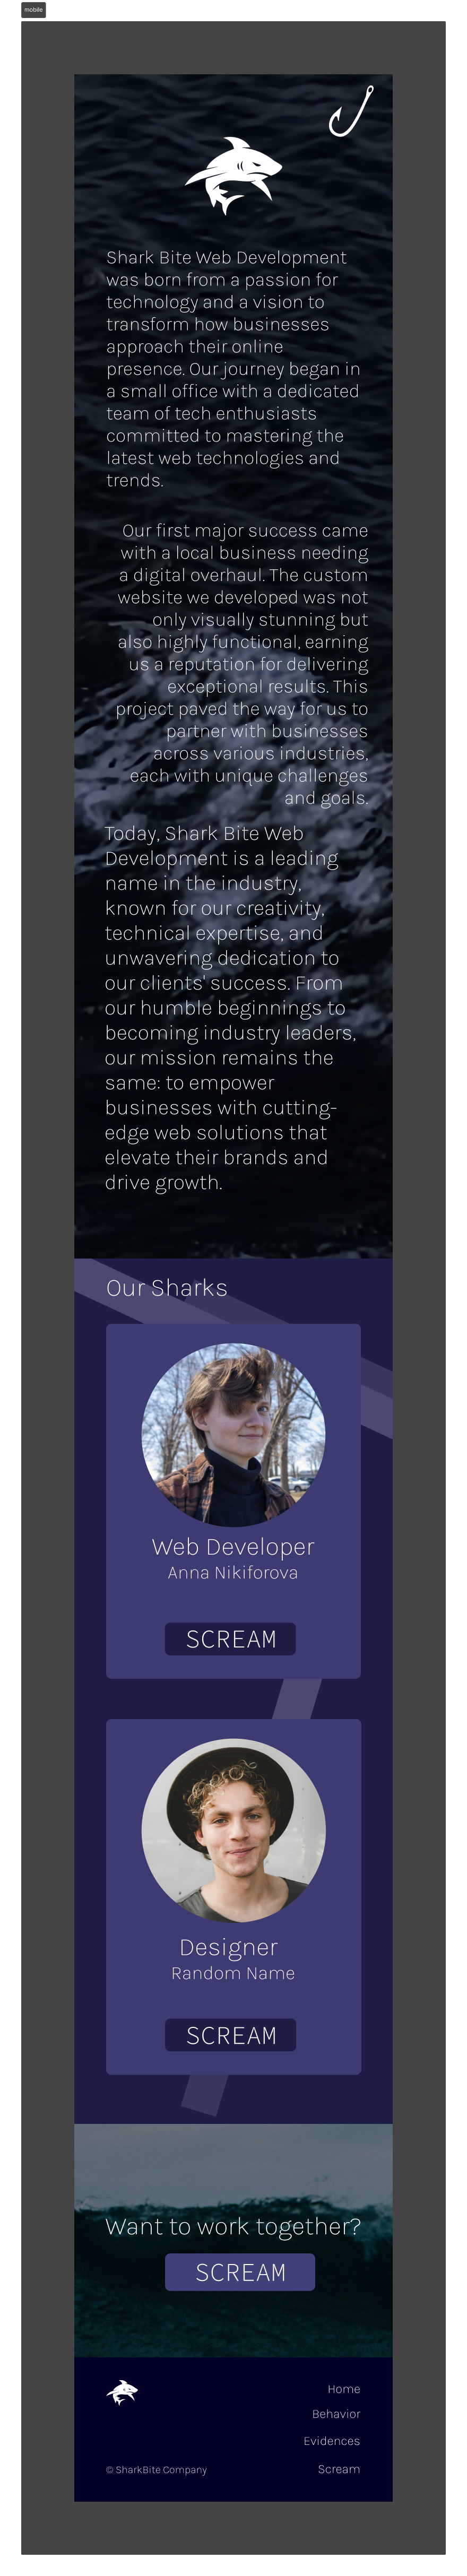 mobile
Shark Bite Web Development
was born from a passion for
technology and a vision to
transform how businesses
approach their online
presence. Our journey began in
a small office with a dedicated
team of tech enthusiasts
committed to mastering the
latest web technologies and
trends.
Our first major success came
with a local business needing
a digital overhaul. The custom
website we developed was not
only visually stunning but
also highly functional, earning
us a reputation for delivering
exceptional results. This
project paved the way for us to
partner with businesses
across various industries,
each with unique challenges
and goals.
Today, Shark Bite Web
Development is a leading
name in the industry,
known for our creativity,
technical expertise, and
unwavering dedication to
our clients' success. From
our humble beginnings to
becoming industry leaders,
our mission remains the
same: to empower
businesses with cutting-
edge web solutions that
elevate their brands and
drive growth.
Our Sharks
Web Developer
Anna Nikiforova
SCREAM
Designer
Random Name
SCREAM
Want to work together?
SCREAM
Home
Behavior
Evidences
© SharkBite Company
Scream